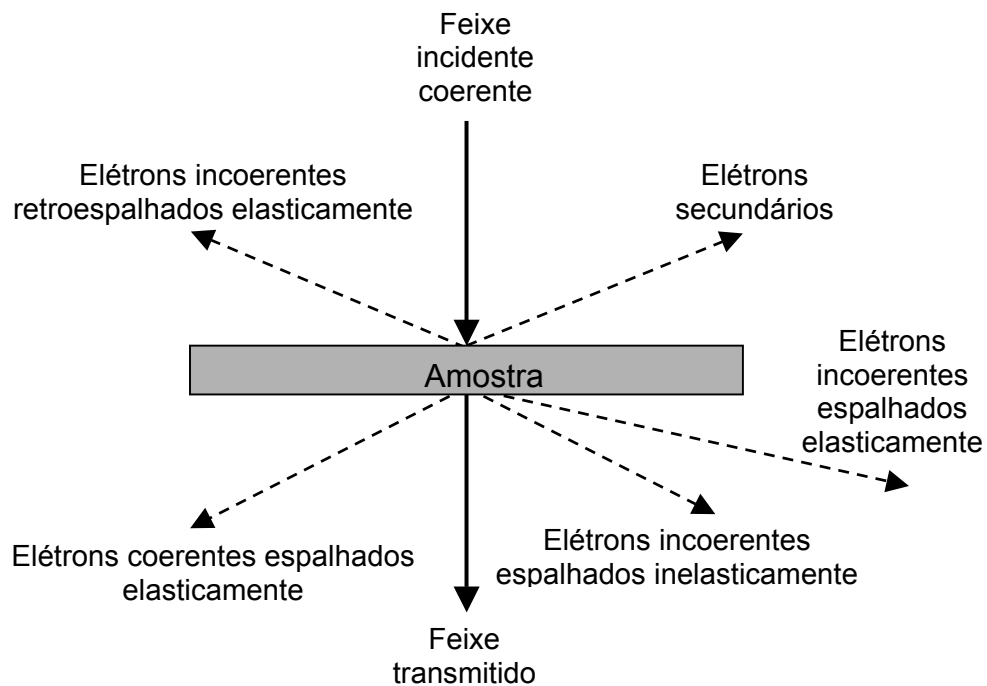 Feixe
incidente
coerente
Elétrons incoerentes
retroespalhados elasticamente
Elétrons
secundários
Amostra
Elétrons
incoerentes
espalhados
elasticamente
Elétrons coerentes espalhados
elasticamente
Elétrons incoerentes
espalhados inelasticamente
Feixe
transmitido